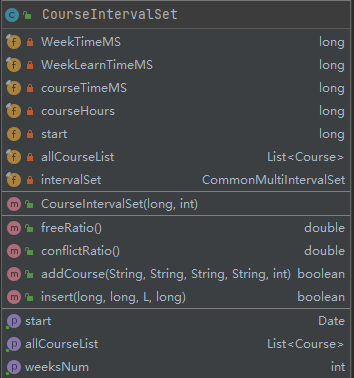 CourseIntervalSet
WeekTimeMS long
WeekLearnTimeMS long
courseTimeMS long
courseHours long
start long
allCourseList List<Course>
intervalSet CommonMultiIntervalSet
CourseIntervalSet(long, int)
freeRatio() double
conflictRatio() double
addCourse(String, String, String, String, int) boolean
insert(long, long, L, long) boolean
start Date
allCourseList List<Course>
weeksNum int